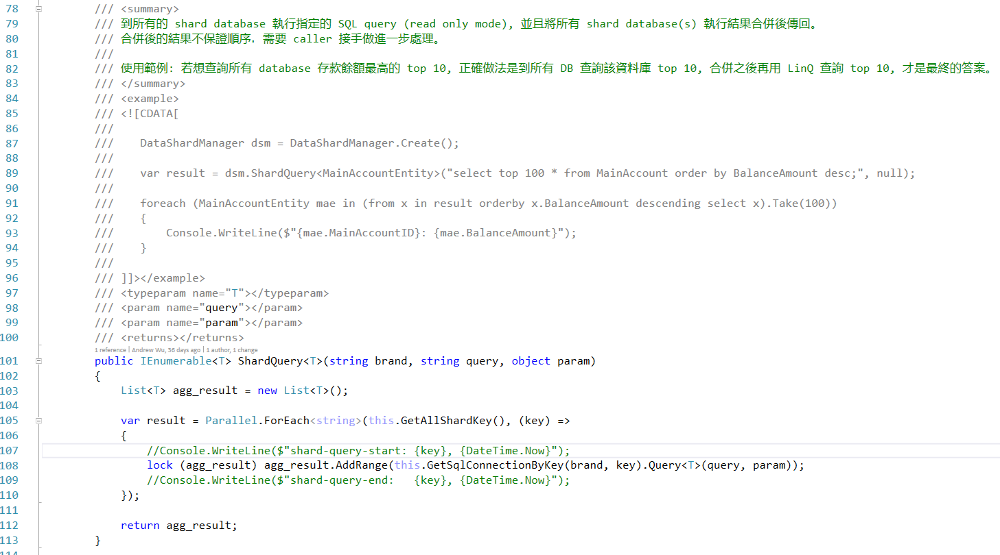 78 /// <summary>
79 /// 到所有的 shard database 執行指定的 SQL query (read only mode), 並且將所有 shard database(s) 執行結果合併後傳回。
80 /// 合併後的結果不保證順序，需要 caller 接手做進一步處理。
81 ///
82 /// 使用範例: 若想查詢所有 database 存款餘額最高的 top 10, 正確做法是到所有 DB 查詢該資料庫 top 10, 合併之後再用 LinQ 查詢 top 10, 才是最終的答案。
83 /// </summary>
84 /// <example>
85 /// <![CDATA[
86 ///
87 ///    DataShardManager dsm = DataShardManager.Create();
88 ///
89 ///    var result = dsm.ShardQuery<MainAccountEntity>("select top 100 * from MainAccount order by BalanceAmount desc;", null);
90 ///
91 ///    foreach (MainAccountEntity mae in (from x in result orderby x.BalanceAmount descending select x).Take(100))
92 ///    {
93 ///        Console.WriteLine($"{mae.MainAccountID}: {mae.BalanceAmount}");
94 ///    }
95 ///
96 /// ]]></example>
97 /// <typeparam name="T"></typeparam>
98 /// <param name="query"></param>
99 /// <param name="param"></param>
100 /// <returns></returns>
1 reference | Andrew Wu, 36 days ago | 1 author, 1 change
101 public IEnumerable<T> ShardQuery<T>(string brand, string query, object param)
102 {
103     List<T> agg_result = new List<T>();
104
105     var result = Parallel.ForEach<string>(this.GetAllShardKey(), (key) =>
106     {
107         //Console.WriteLine($"shard-query-start: {key}, {DateTime.Now}");
108         lock (agg_result) agg_result.AddRange(this.GetSqlConnectionByKey(brand, key).Query<T>(query, param));
109         //Console.WriteLine($"shard-query-end:   {key}, {DateTime.Now}");
110     });
111
112     return agg_result;
113 }
114